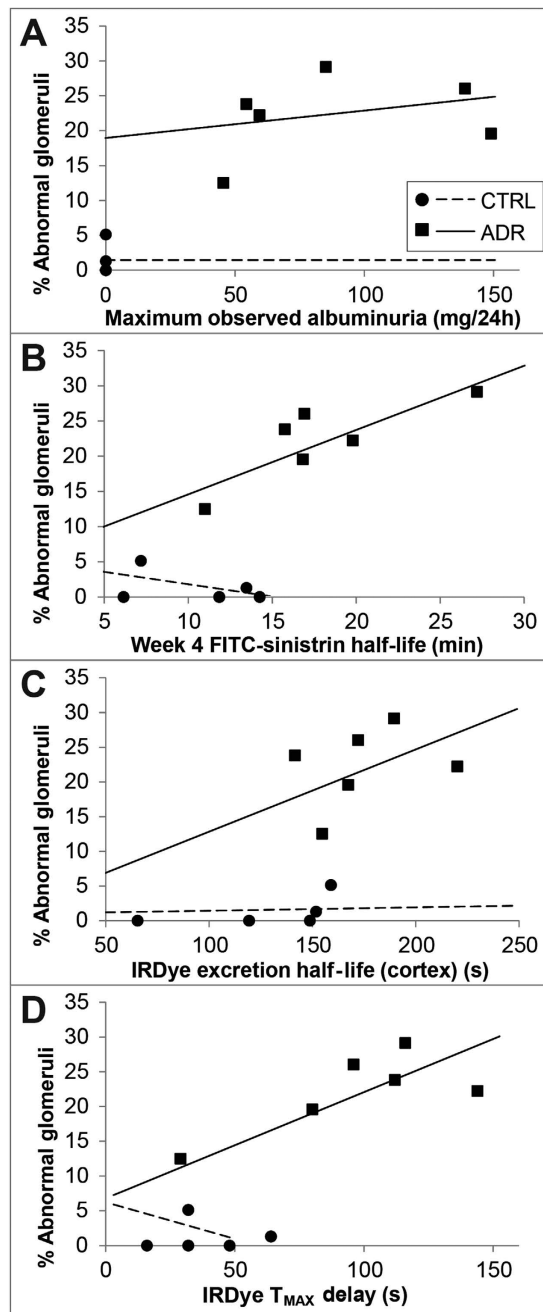 A
% Abnormal glomeruli
35
30
25
20
15
10
5
0
CTRL
ADR
0 50 100 150
Maximum observed albuminuria (mg/24h)
B
% Abnormal glomeruli
35
30
25
20
15
10
5
0
5 10 15 20 25 30
Week 4 FITC-sinistrin half-life (min)
C
% Abnormal glomeruli
35
30
25
20
15
10
5
0
50 100 150 200 250
IRDye excretion half-life (cortex) (s)
D
% Abnormal glomeruli
35
30
25
20
15
10
5
0
0 50 100 150
IRDye TMAX delay (s)